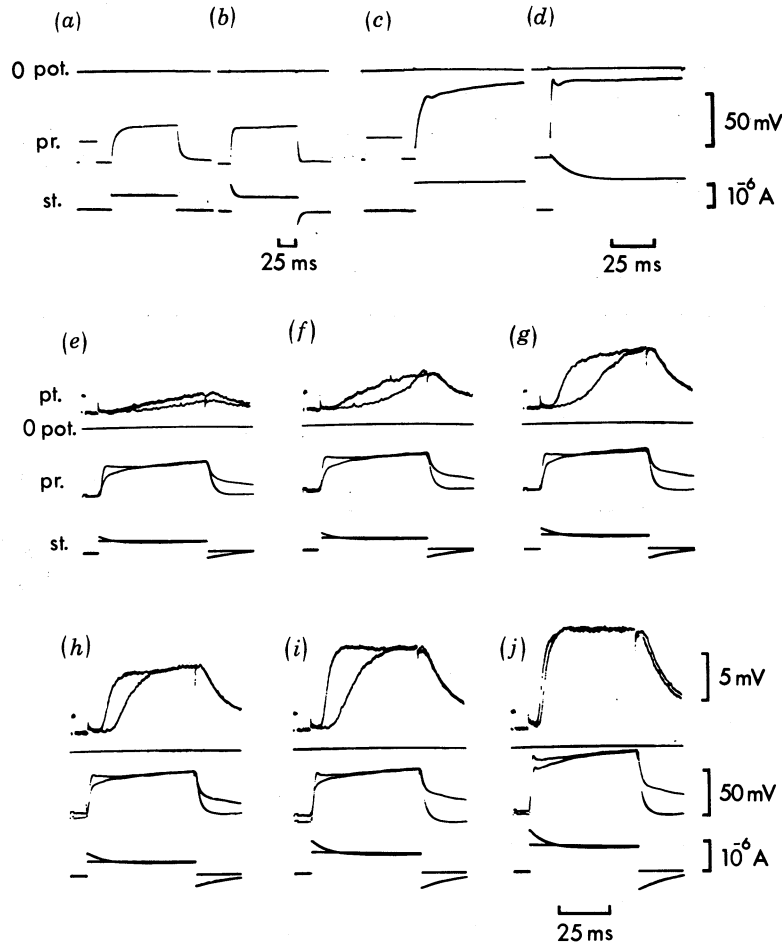 (a) (b) (c) (d)
0 pot.
50 mV
pr.
st.
10⁻⁶ A
25 ms 25 ms
(e) (f) (g)
pt.
0 pot.
pr.
st.
(h) (i) (j)
5 mV
50 mV
10⁻⁶ A
25 ms